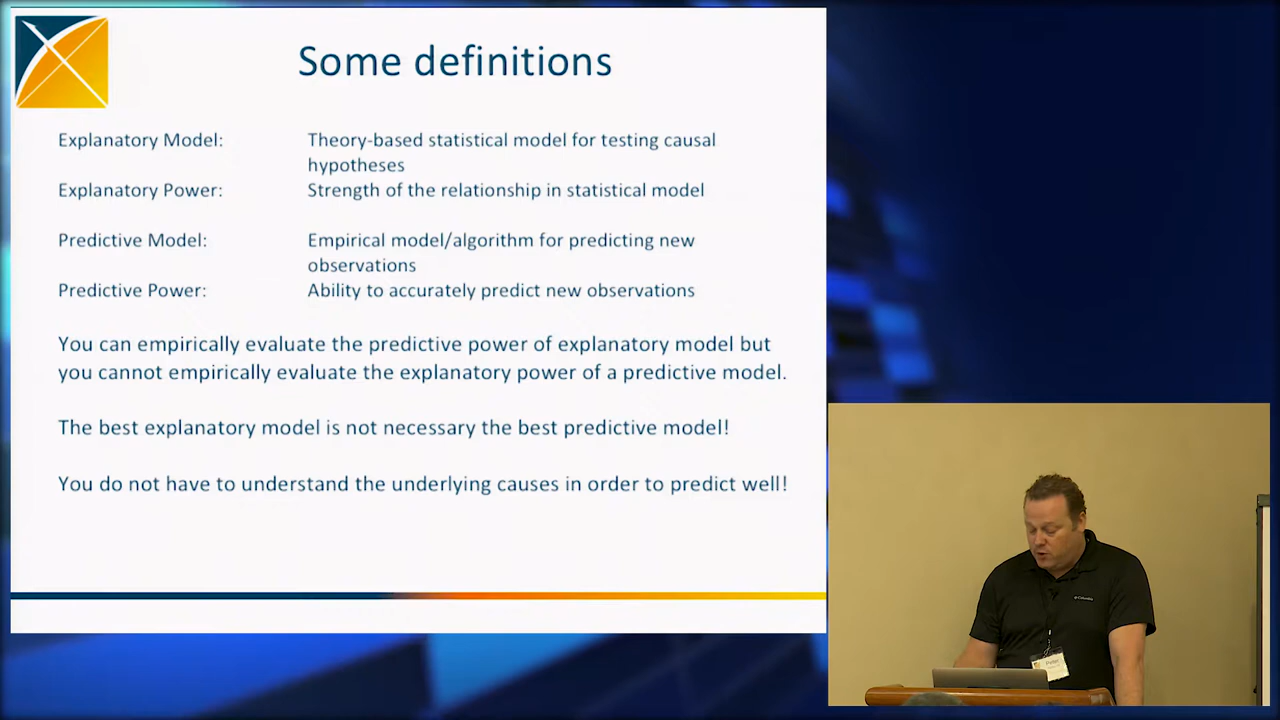 Some definitions
Explanatory Model: Theory-based statistical model for testing causal
hypotheses
Explanatory Power: Strength of the relationship in statistical model
Predictive Model: Empirical model/algorithm for predicting new
observations
Predictive Power: Ability to accurately predict new observations
You can empirically evaluate the predictive power of explanatory model but
you cannot empirically evaluate the explanatory power of a predictive model.
The best explanatory model is not necessary the best predictive model!
You do not have to understand the underlying causes in order to predict well!
Columbia
Peter